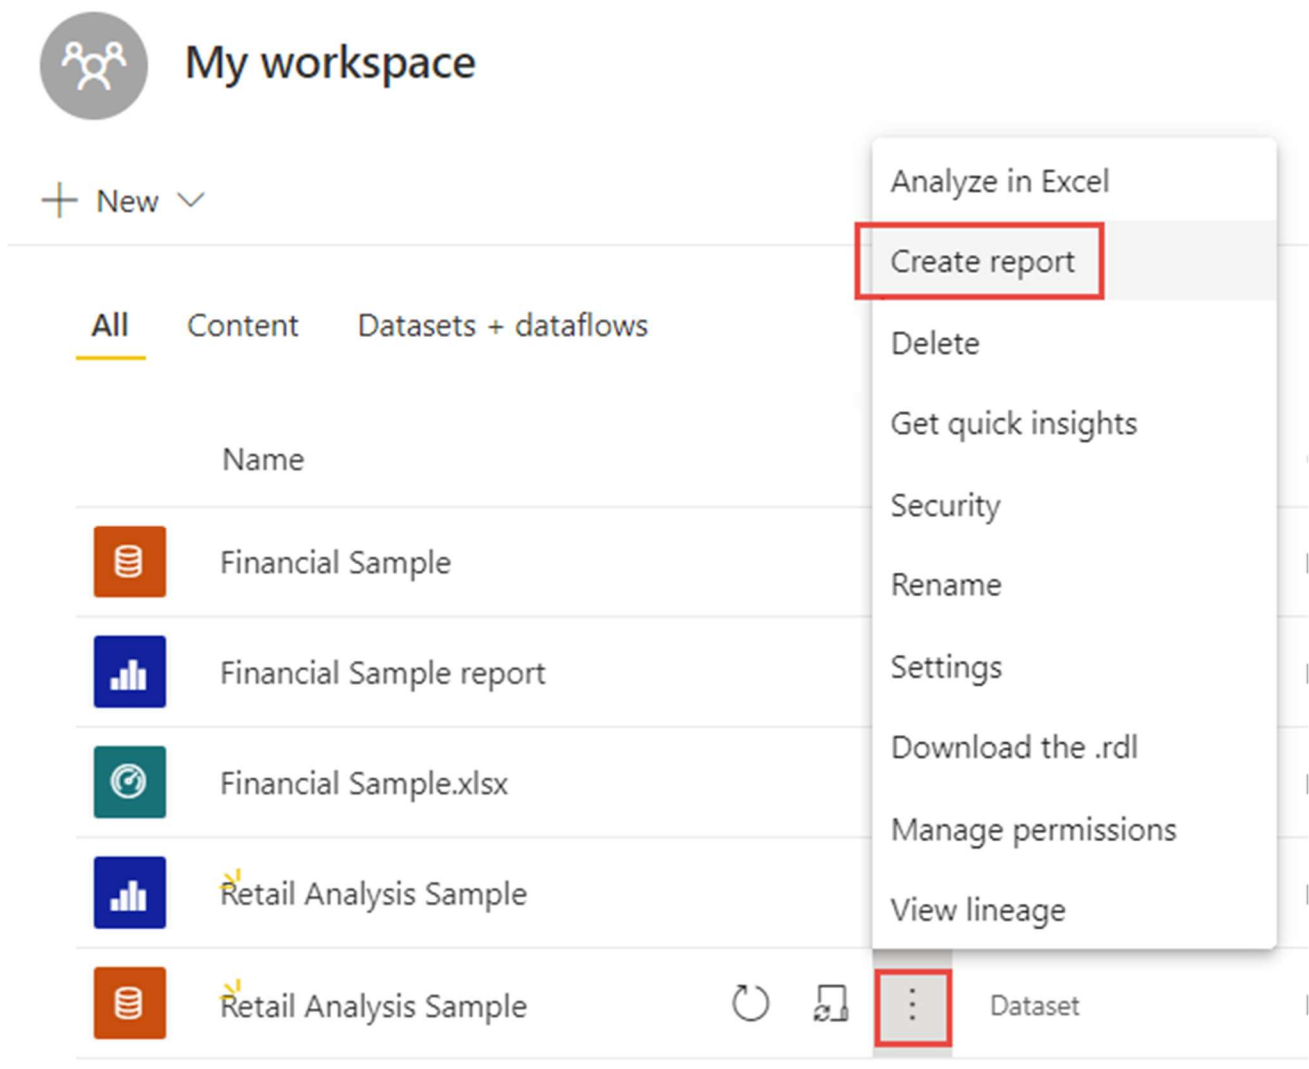 My workspace
New
All Content Datasets + dataflows
Name
Financial Sample
Financial Sample report
Financial Sample.xlsx
Retail Analysis Sample
Retail Analysis Sample
Dataset
Analyze in Excel
Create report
Delete
Get quick insights
Security
Rename
Settings
Download the .rdl
Manage permissions
View lineage